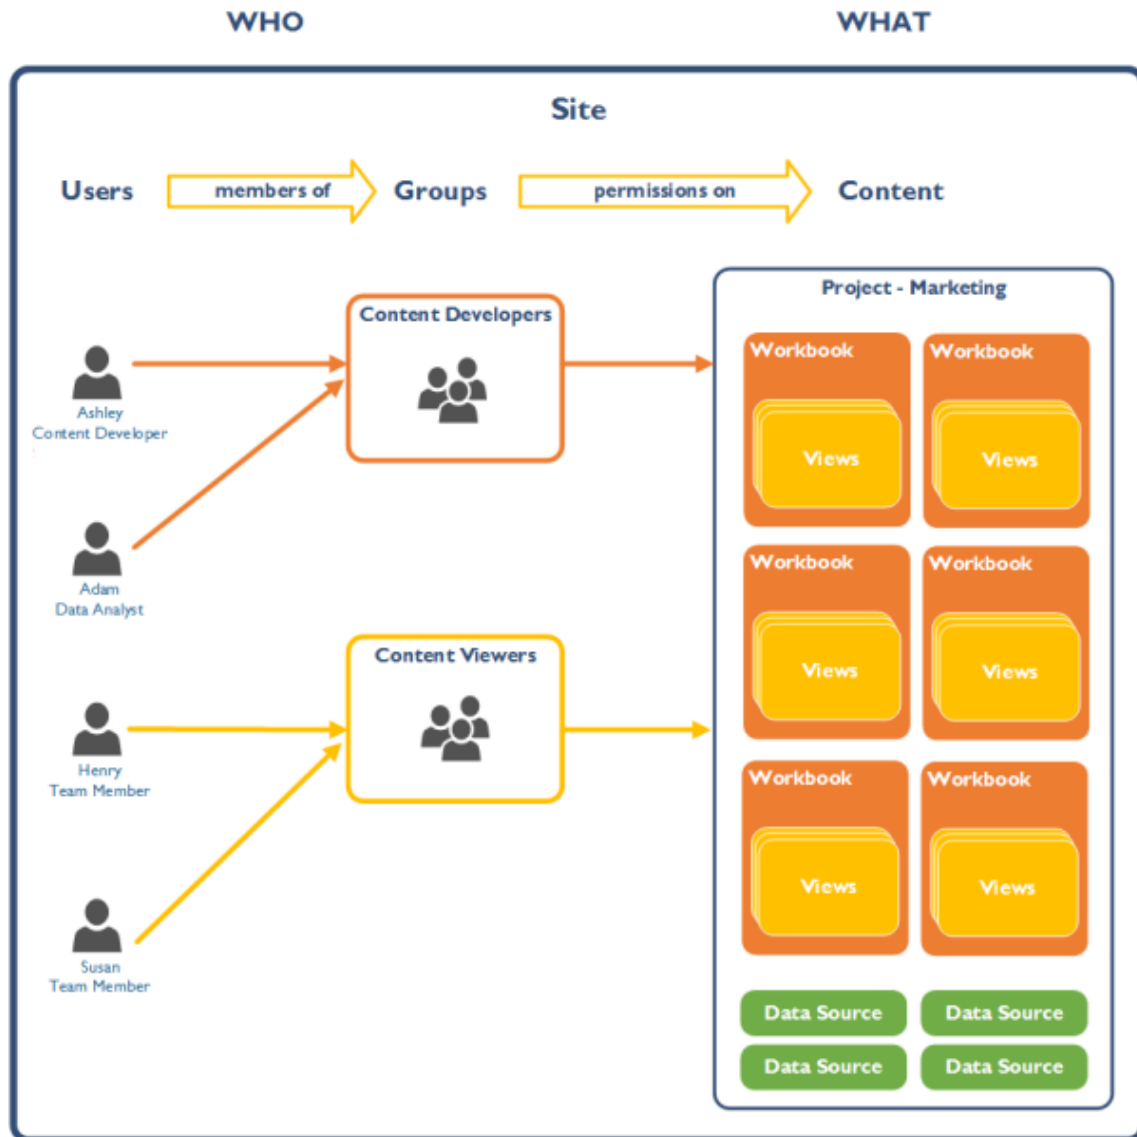 WHO
WHAT
Site
Users
members of
Groups
permissions on
Content
Ashley
Content Developer
Adam
Data Analyst
Henry
Team Member
Susan
Team Member
Content Developers
Content Viewers
Project - Marketing
Workbook
Workbook
Views
Views
Workbook
Workbook
Views
Views
Workbook
Workbook
Views
Views
Data Source
Data Source
Data Source
Data Source